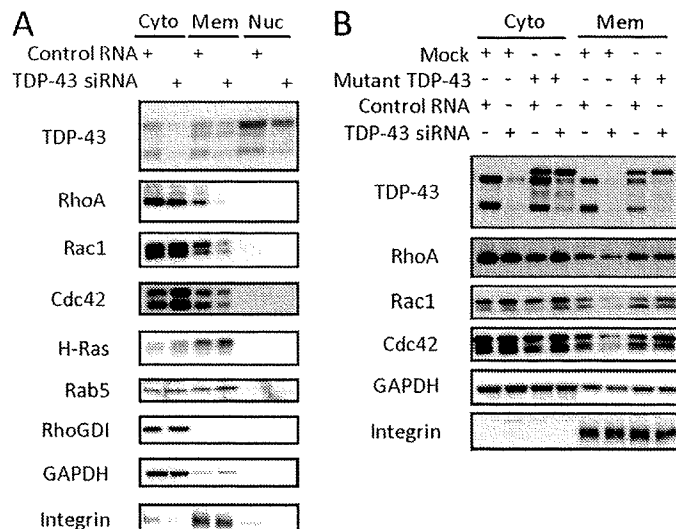 A
Cyto Mem Nuc
Control RNA + + +
TDP-43 siRNA + + +
TDP-43
RhoA
Rac1
Cdc42
H-Ras
Rab5
RhoGDI
GAPDH
Integrin
B
Cyto Mem
Mock + + - - + + - -
Mutant TDP-43 - - + + - - + +
Control RNA + - + - + - + -
TDP-43 siRNA - + - + - + - +
TDP-43
RhoA
Rac1
Cdc42
GAPDH
Integrin